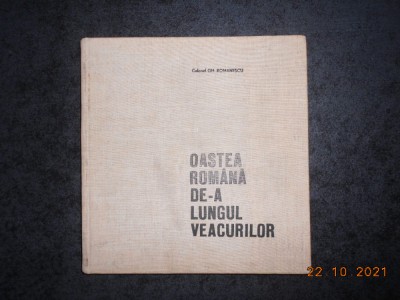 Colonel GH. ROMANESCU
OASTEA
ROMÂNĂ
DE-A
LUNGUL
VEACURILOR
22 10 2021